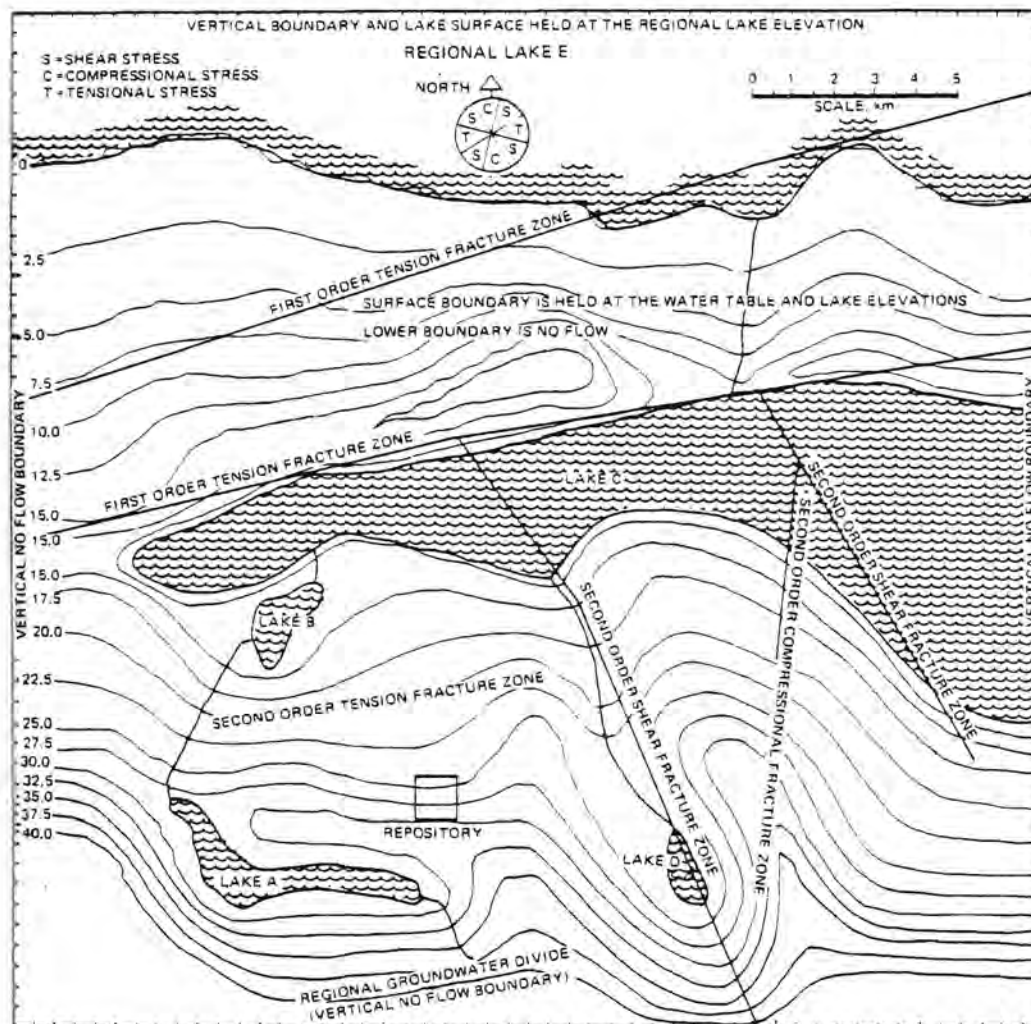 VERTICAL BOUNDARY AND LAKE SURFACE HELD AT THE REGIONAL LAKE ELEVATION
REGIONAL LAKE E
S = SHEAR STRESS
C = COMPRESSIONAL STRESS
T = TENSIONAL STRESS
NORTH
C S T S C S T S
0 .1 .2 .3 .5
SCALE, km
0
2.5
5.0
7.5
10.0
12.5
15.0
15.0
15.0
17.5
20.0
22.5
25.0
27.5
30.0
32.5
35.0
37.5
40.0
VERTICAL NO FLOW BOUNDARY
FIRST ORDER TENSION FRACTURE ZONE
SURFACE BOUNDARY IS HELD AT THE WATER TABLE AND LAKE ELEVATIONS
LOWER BOUNDARY IS NO FLOW
FIRST ORDER TENSION FRACTURE ZONE
LAKE C
SECOND ORDER SHEAR FRACTURE ZONE
SECOND ORDER COMPRESSIONAL FRACTURE ZONE
SECOND ORDER SHEAR FRACTURE ZONE
LAKE B
SECOND ORDER TENSION FRACTURE ZONE
REPOSITORY
LAKE D
LAKE A
REGIONAL GROUNDWATER DIVIDE
(VERTICAL NO FLOW BOUNDARY)